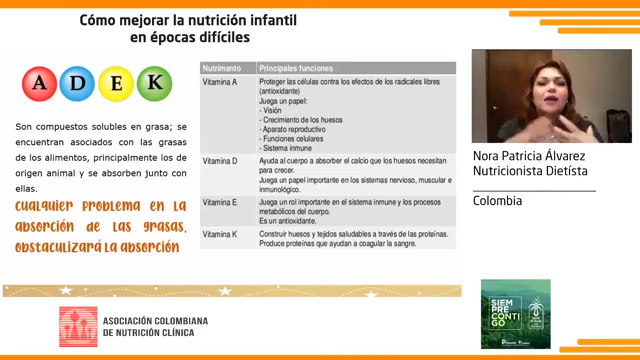 Cómo mejorar la nutrición infantil
en épocas difíciles
A D E K
Son compuestos solubles en grasa; se
encuentran asociados con las grasas
de los alimentos, principalmente los de
origen animal y se absorben junto con
ellas.
Cualquier problema en la
absorción de las grasas,
obstaculizará la absorción
Nutrimento Principales funciones
Vitamina A Proteger las células contra los efectos de los radicales libres
(antioxidante)
Juega un papel:
- Visión
- Crecimiento de los huesos
- Aparato reproductivo
- Funciones celulares
- Sistema inmune
Vitamina D Ayuda al cuerpo a absorber el calcio que los huesos necesitan
para crecer.
Juega un papel importante en los sistemas nervioso, muscular e
inmunológico.
Vitamina E Juega un rol importante en el sistema inmune y los procesos
metabólicos del cuerpo.
Es un antioxidante.
Vitamina K Construir huesos y tejidos saludables a través de las proteínas.
Produce proteínas que ayudan a coagular la sangre.
Nora Patricia Álvarez
Nutricionista Dietísta
Colombia
ASOCIACIÓN COLOMBIANA
DE NUTRICIÓN CLÍNICA
SIEM
PRE
CONTI
GO